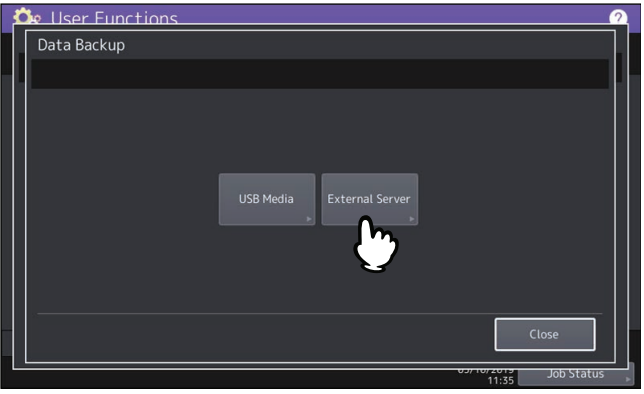 User Functions
?
Data Backup
USB Media
External Server
Close
11:35
Job Status